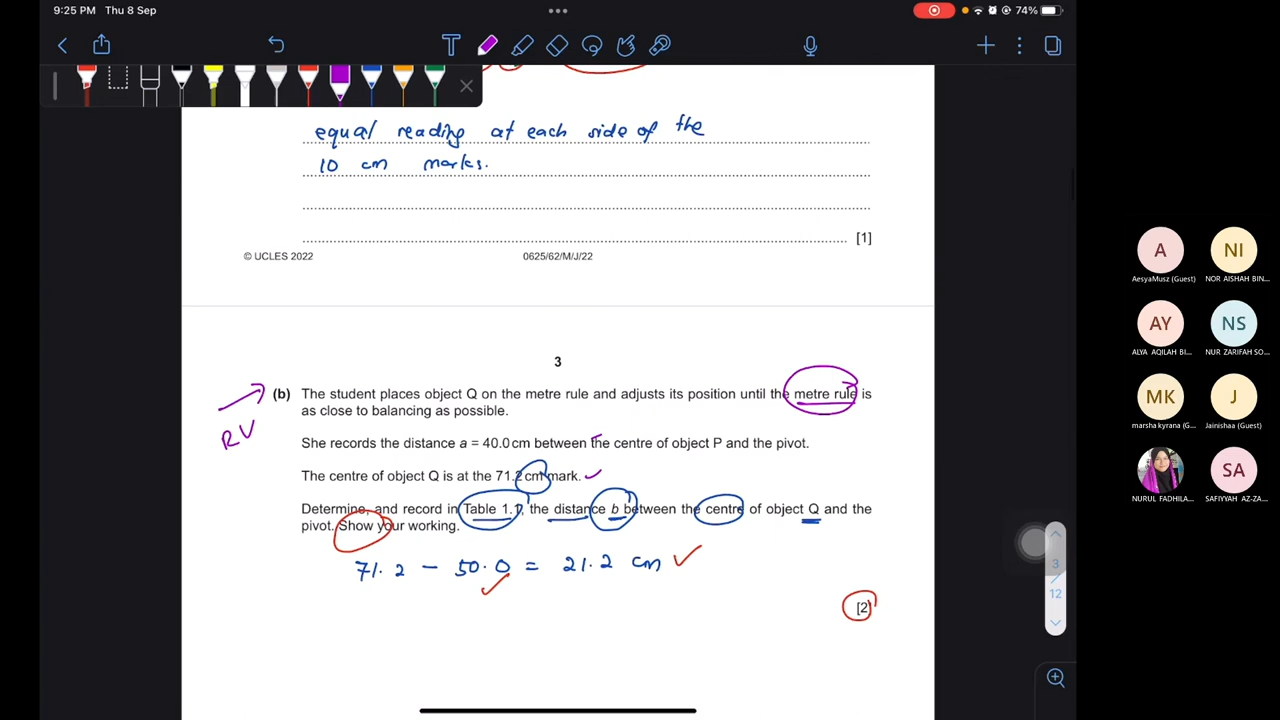 9:25 PM Thu 8 Sep
74%
T
equal reading at each side of the
10 cm marks.
[1]
© UCLES 2022
0625/62/M/J/22
3
RV
(b) The student places object Q on the metre rule and adjusts its position until the metre rule is
as close to balancing as possible.
She records the distance a = 40.0 cm between the centre of object P and the pivot.
The centre of object Q is at the 71.2 cm mark.
Determine, and record in Table 1.1, the distance b between the centre of object Q and the
pivot. Show your working.
71.2 – 50.0 = 21.2 cm
[2]
3
12
A
AesyaMusz (Guest)
NI
NOR AISHAH BIN...
AY
ALYA AQILAH BI...
NS
NUR ZARIFAH SO...
MK
marsha kyrana (G...
J
Jainishaa (Guest)
NURUL FADHILA...
SA
SAFIYYAH AZ-ZA...